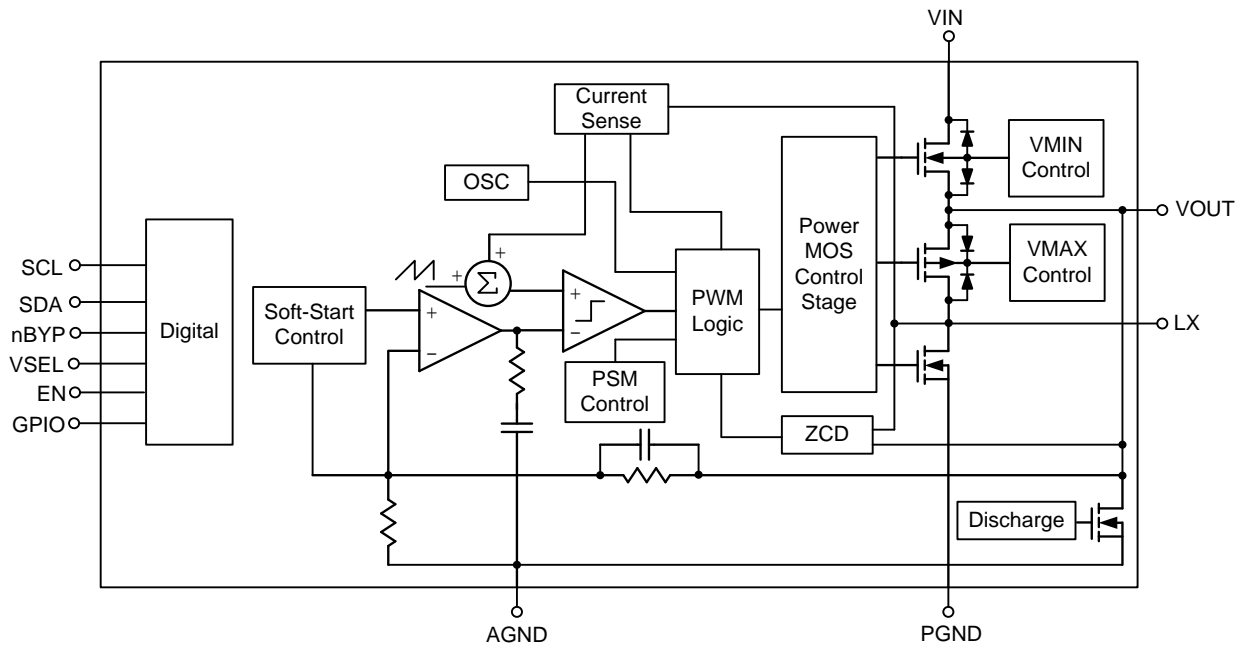 VIN
Current
Sense
VMIN
Control
OSC
VOUT
Power
MOS
Control
Stage
VMAX
Control
SCL
SDA
nBYP
VSEL
EN
GPIO
Digital
Soft-Start
Control
+
+
Σ
+
−
+
−
PWM
Logic
LX
PSM
Control
ZCD
Discharge
AGND
PGND